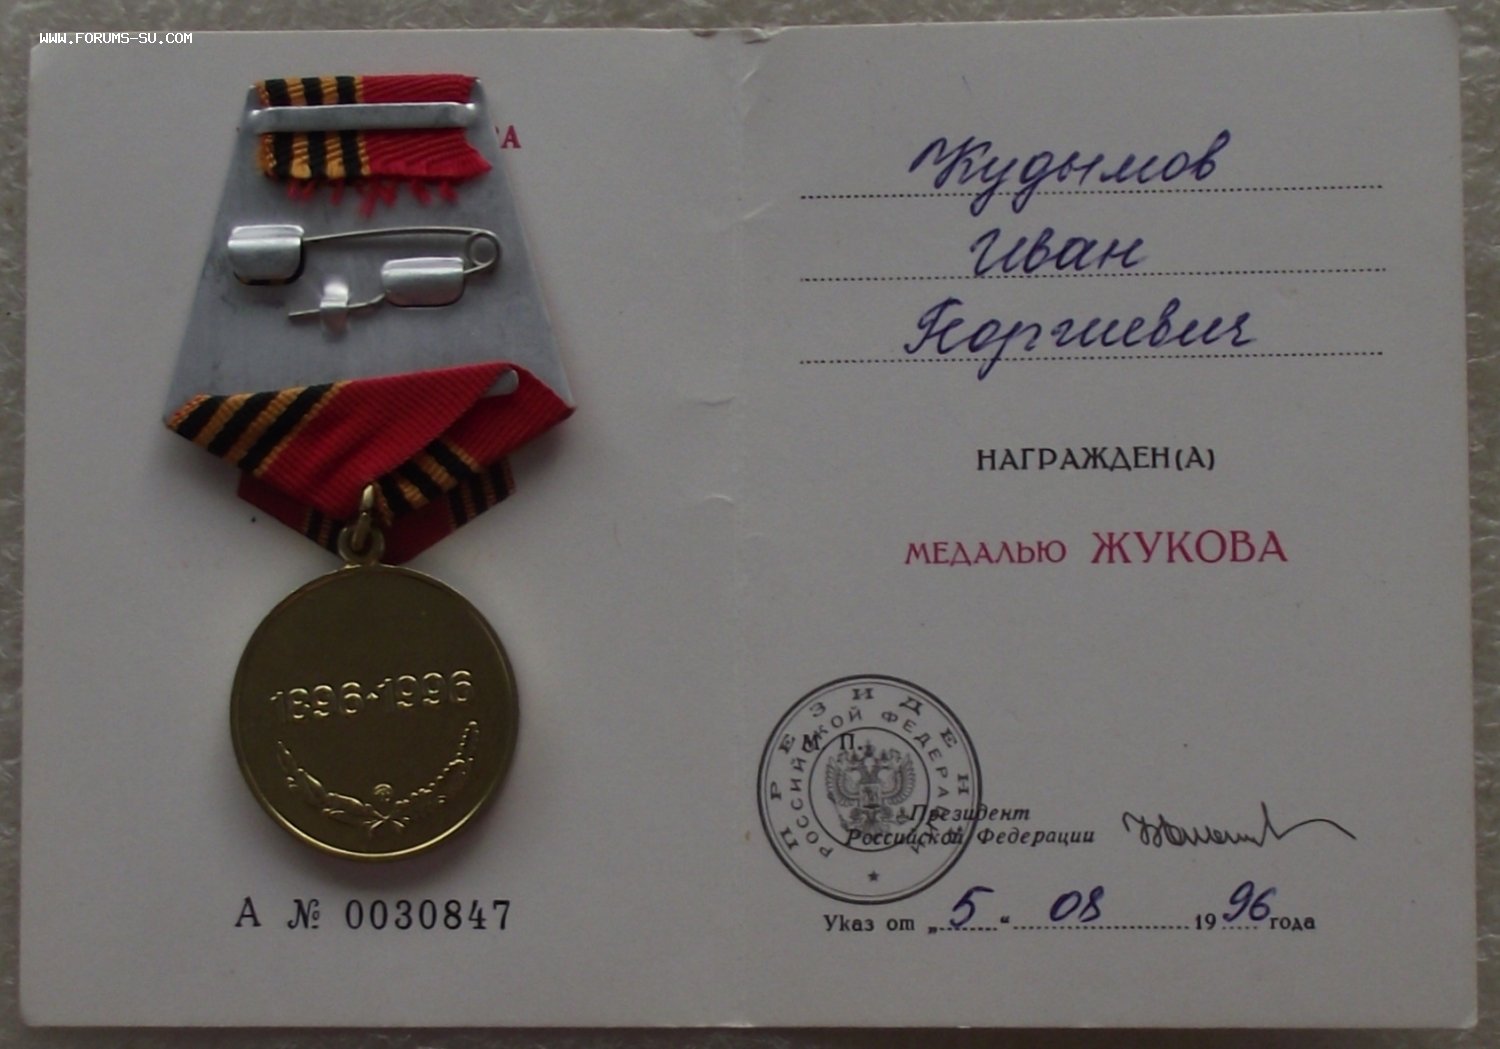 WWW.FORUMS-SU.COM
А
1896-1996
А № 0030847
Кудымов
Иван
Георгиевич
НАГРАЖДЕН(А)
МЕДАЛЬЮ ЖУКОВА
ПРЕЗИДЕНТ
РОССИЙСКОЙ ФЕДЕРАЦИИ
М. П.
Президент
Российской Федерации
Указ от „5“ 08 1996 года